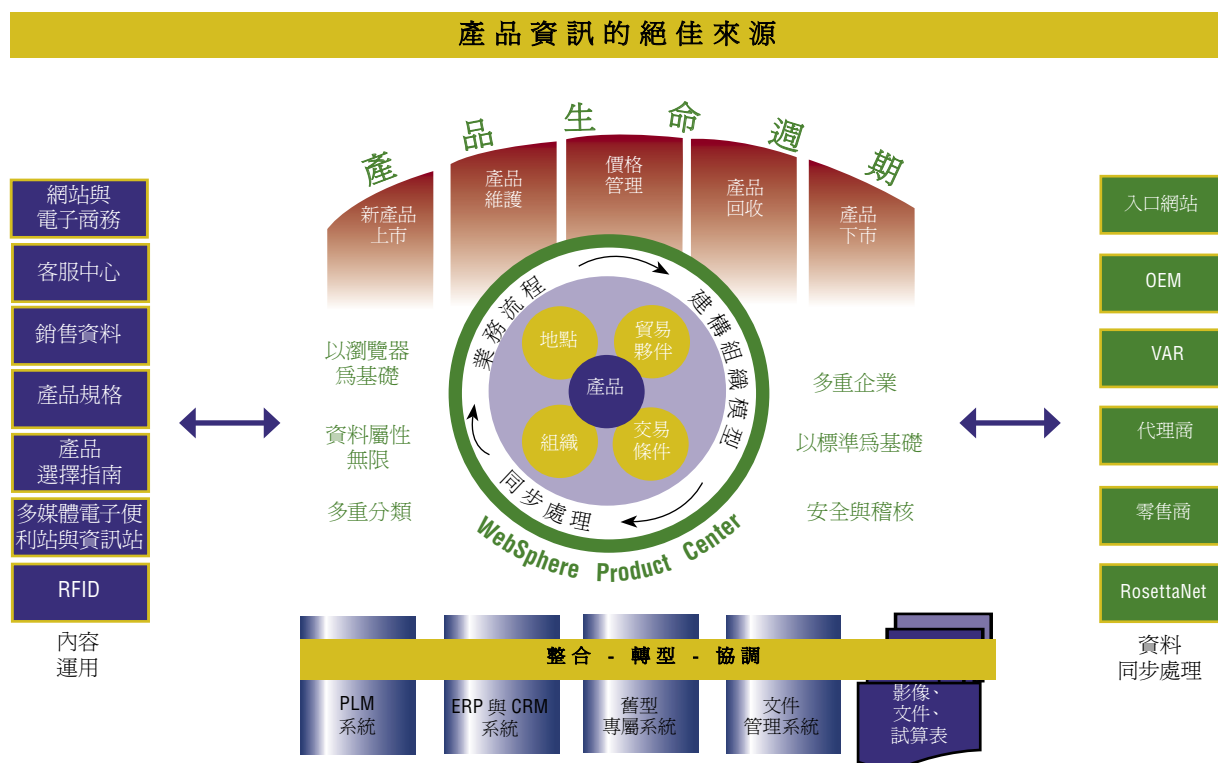 產品資訊的絕佳來源
產品生命週期
新產品
上市
產品
維護
價格
管理
產品
回收
產品
下市
網站與
電子商務
客服中心
銷售資料
產品規格
產品
選擇指南
多媒體電子便
利站與資訊站
RFID
內容
運用
以瀏覽器
為基礎
資料屬性
無限
多重分類
業務流程
建構組織模型
同步處理
地點
貿易
夥伴
產品
組織
交易
條件
WebSphere Product Center
多重企業
以標準為基礎
安全與稽核
入口網站
OEM
VAR
代理商
零售商
RosettaNet
資料
同步處理
整合 - 轉型 - 協調
PLM
系統
ERP 與 CRM
系統
舊型
專屬系統
文件
管理系統
影像、
文件、
試算表